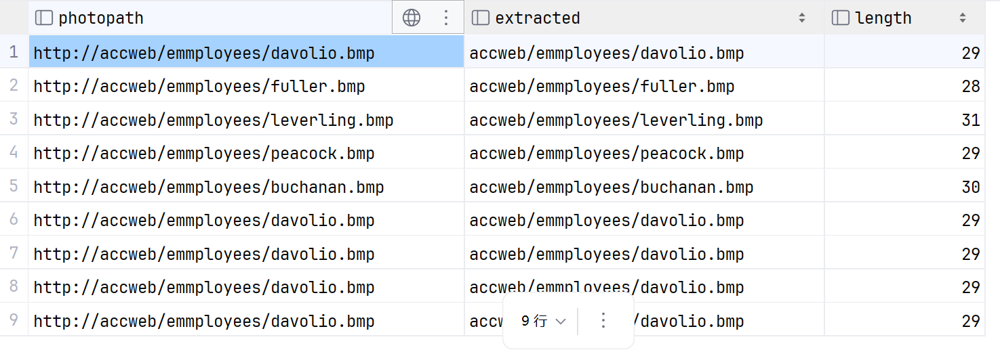 photopath extracted length
1 http://accweb/emmployees/davolio.bmp accweb/emmployees/davolio.bmp 29
2 http://accweb/emmployees/fuller.bmp accweb/emmployees/fuller.bmp 28
3 http://accweb/emmployees/leverling.bmp accweb/emmployees/leverling.bmp 31
4 http://accweb/emmployees/peacock.bmp accweb/emmployees/peacock.bmp 29
5 http://accweb/emmployees/buchanan.bmp accweb/emmployees/buchanan.bmp 30
6 http://accweb/emmployees/davolio.bmp accweb/emmployees/davolio.bmp 29
7 http://accweb/emmployees/davolio.bmp accweb/emmployees/davolio.bmp 29
8 http://accweb/emmployees/davolio.bmp accweb/emmployees/davolio.bmp 29
9 http://accweb/emmployees/davolio.bmp accw /davolio.bmp 29
9 行